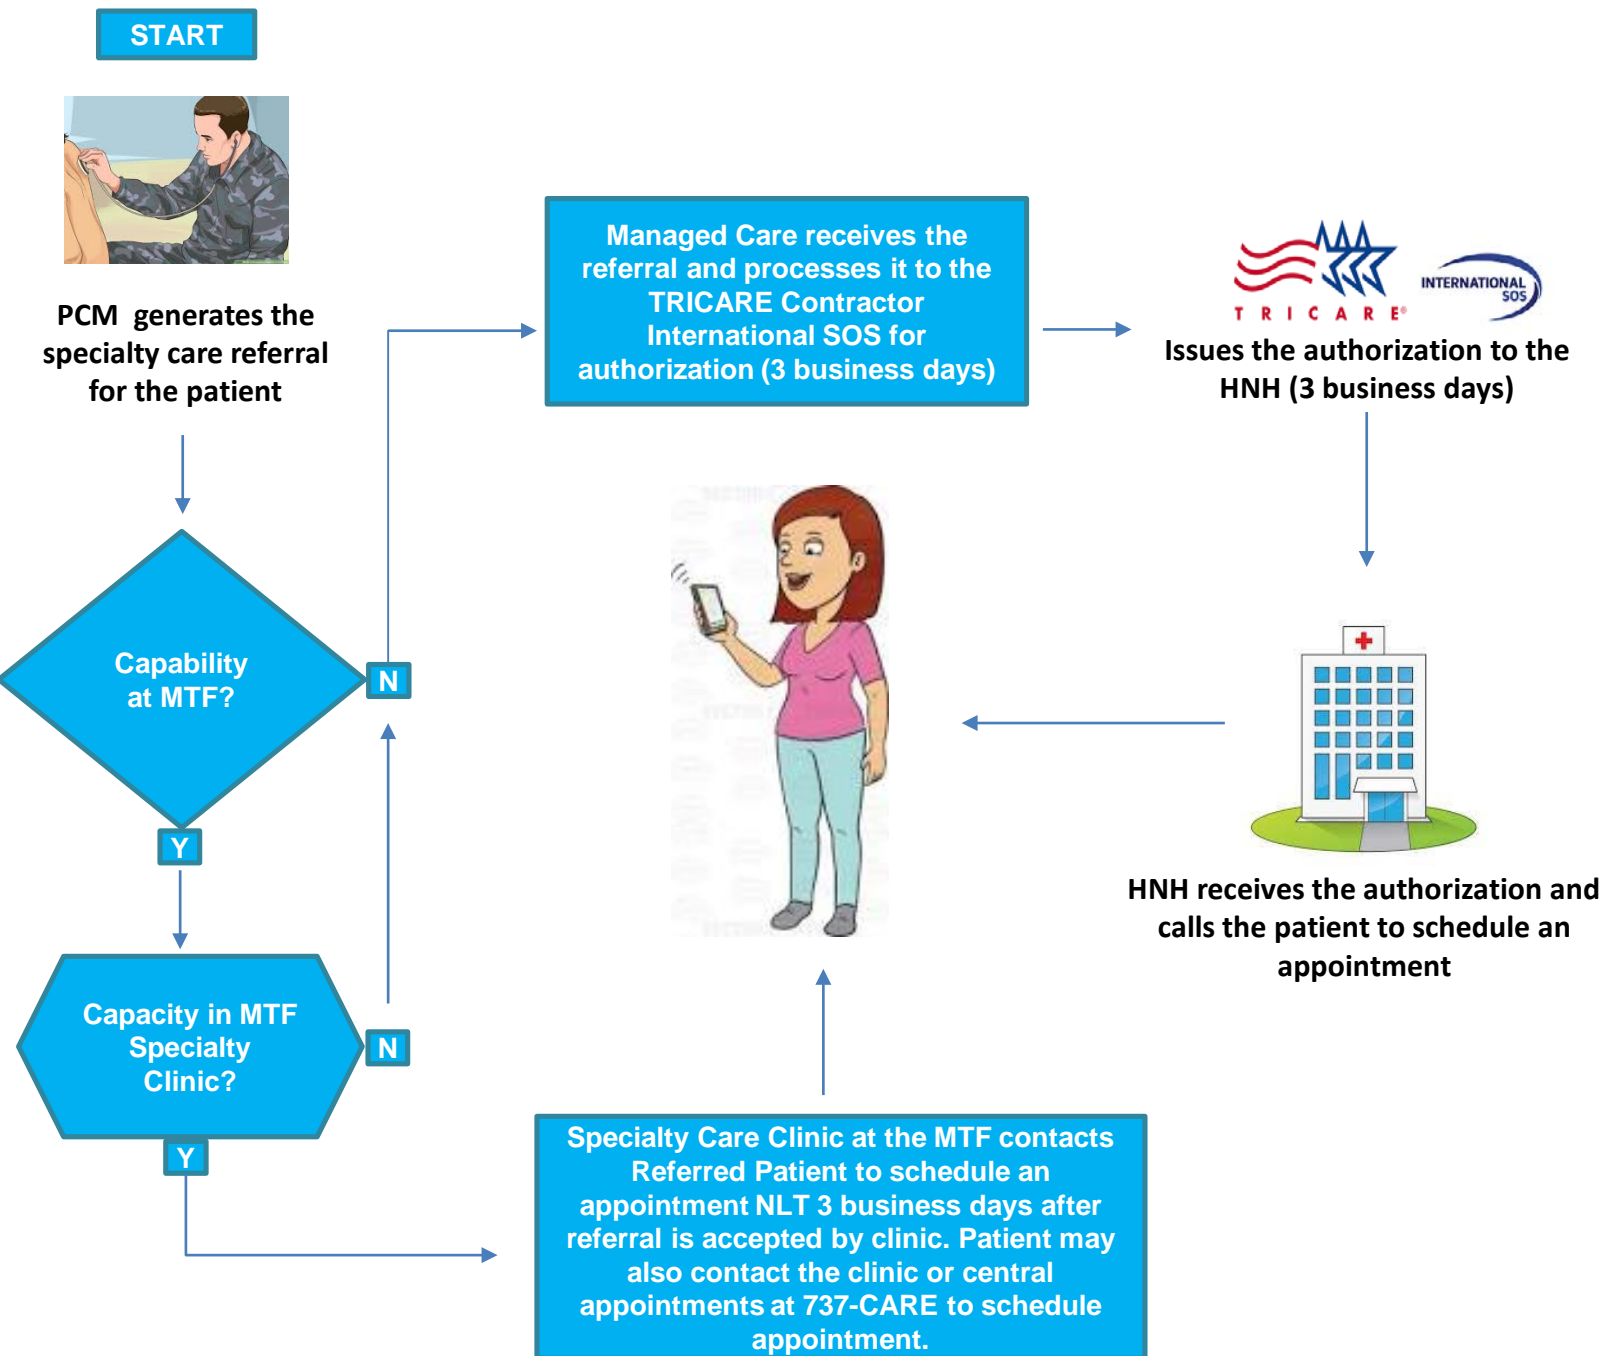 START
PCM generates the
specialty care referral
for the patient
Capability
at MTF?
N
Y
Capacity in MTF
Specialty
Clinic?
N
Y
Managed Care receives the
referral and processes it to the
TRICARE Contractor
International SOS for
authorization (3 business days)
TRICARE®
INTERNATIONAL
SOS
Issues the authorization to the
HNH (3 business days)
HNH receives the authorization and
calls the patient to schedule an
appointment
Specialty Care Clinic at the MTF contacts
Referred Patient to schedule an
appointment NLT 3 business days after
referral is accepted by clinic. Patient may
also contact the clinic or central
appointments at 737-CARE to schedule
appointment.